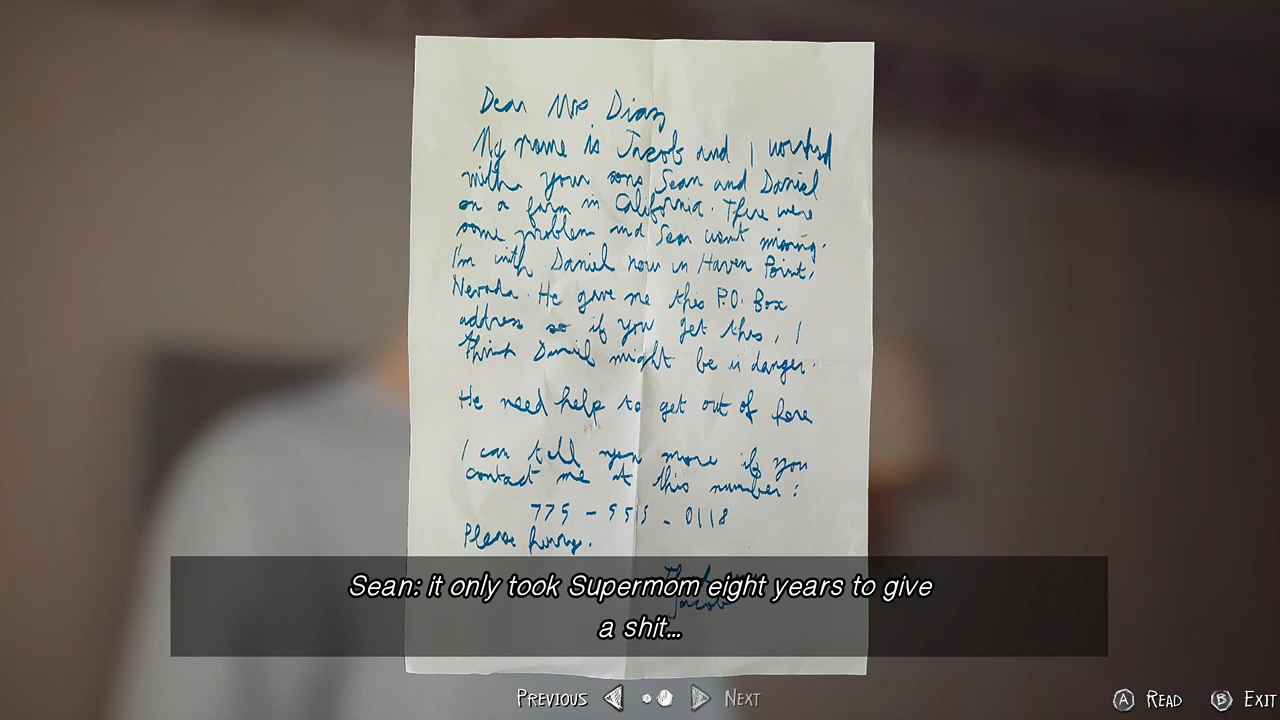 Dear Mrs Diaz
My name is Jacob and I worked
with your sons Sean and Daniel
on a farm in California. There were
some problem and Sean went missing.
I'm with Daniel now in Haven Point,
Nevada. He gave me this P.O. Box
address so if you get this, I
think Daniel might be in danger.
He need help to get out of here
I can tell you more if you
contact me at this number:
775-555-0118
Please hurry.
Jacob
Sean: it only took Supermom eight years to give
a shit...
PREVIOUS NEXT
A READ B EXIT